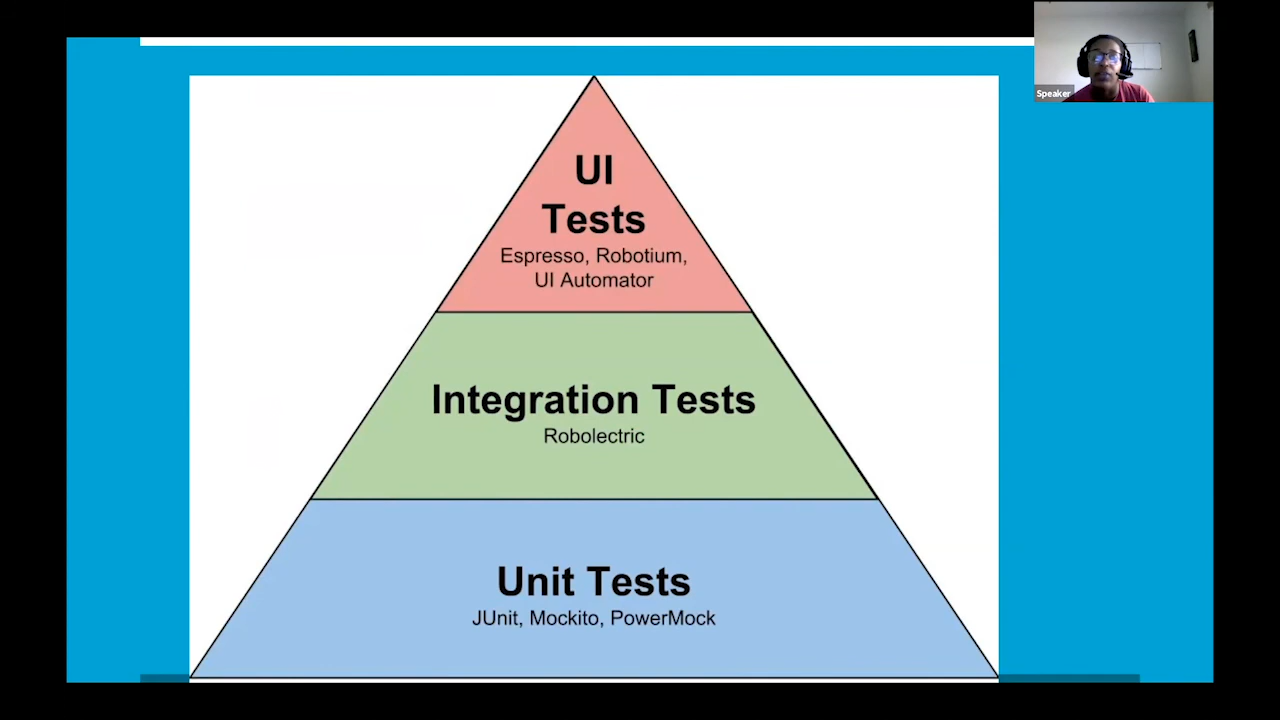 Speaker
UI
Tests
Espresso, Robotium,
UI Automator
Integration Tests
Robolectric
Unit Tests
JUnit, Mockito, PowerMock